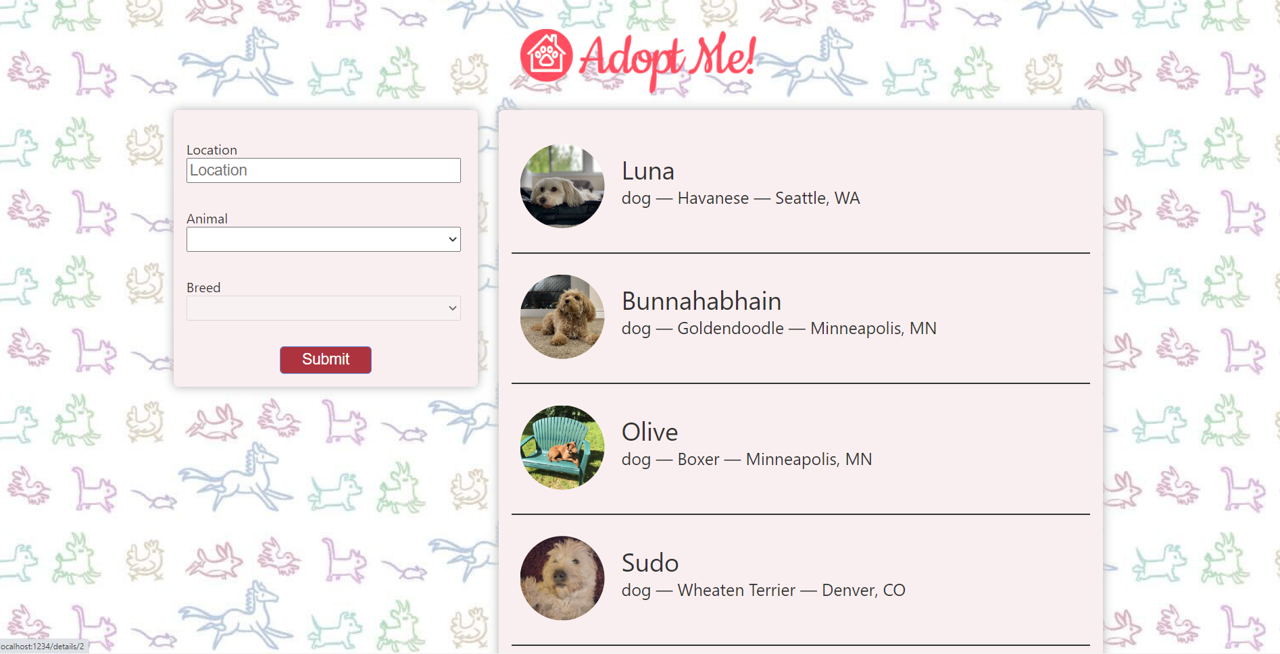 Adopt Me!
Location
Location
Animal
Breed
Submit
Luna
dog — Havanese — Seattle, WA
Bunnahabhain
dog — Goldendoodle — Minneapolis, MN
Olive
dog — Boxer — Minneapolis, MN
Sudo
dog — Wheaten Terrier — Denver, CO
ocalhost:1234/details/2